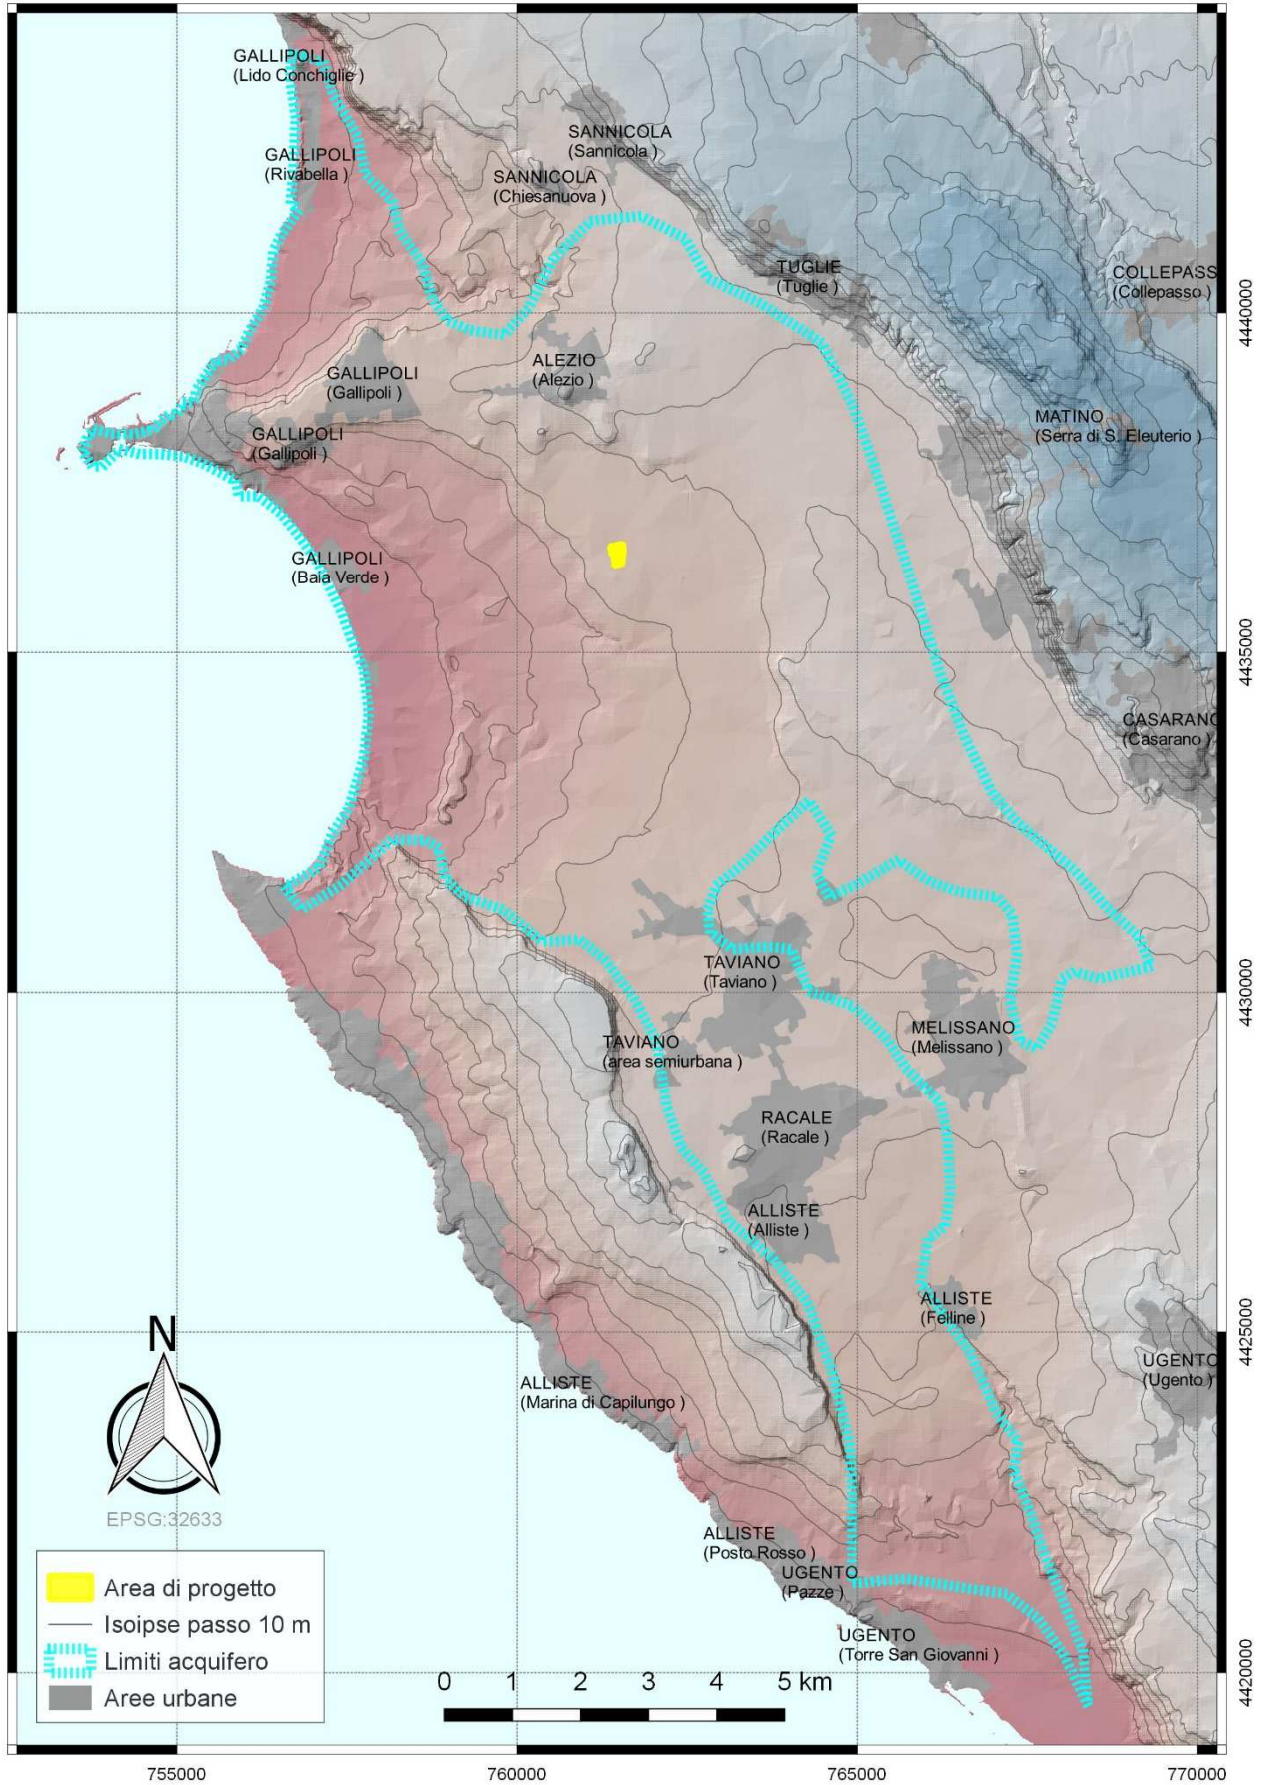 GALLIPOLI
(Lido Conchiglie )
SANNICOLA
(Sannicola )
GALLIPOLI
(Rivabella )
SANNICOLA
(Chiesanuova )
TUGLIE
(Tuglie )
COLLEPASS
(Collepasso )
4440000
ALEZIO
(Alezio )
GALLIPOLI
(Gallipoli )
MATINO
(Serra di S. Eleuterio )
GALLIPOLI
(Gallipoli )
GALLIPOLI
(Baia Verde )
4435000
CASARANO
(Casarano )
TAVIANO
(Taviano )
4430000
MELISSANO
(Melissano )
TAVIANO
(area semiurbana )
RACALE
(Racale )
ALLISTE
(Alliste )
ALLISTE
(Felline )
4425000
N
UGENTO
(Ugento )
ALLISTE
(Marina di Capilungo )
EPSG:32633
ALLISTE
(Posto Rosso )
UGENTO
(Pazze )
Area di progetto
Isoipse passo 10 m
Limiti acquifero
Aree urbane
UGENTO
(Torre San Giovanni )
4420000
0 1 2 3 4 5 km
755000 760000 765000 770000